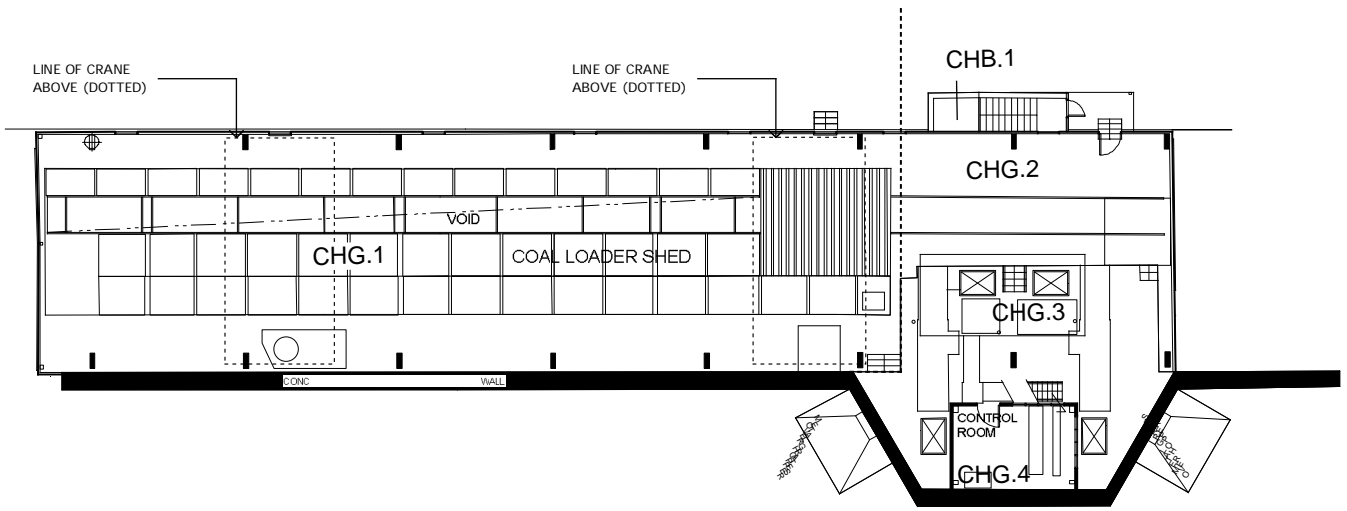 CHB.1
LINE OF CRANE
ABOVE (DOTTED)
LINE OF CRANE
ABOVE (DOTTED)
CHG.2
VOID
CHG.1
COAL LOADER SHED
CHG.3
CONC
WALL
CONTROL
ROOM
CHG.4